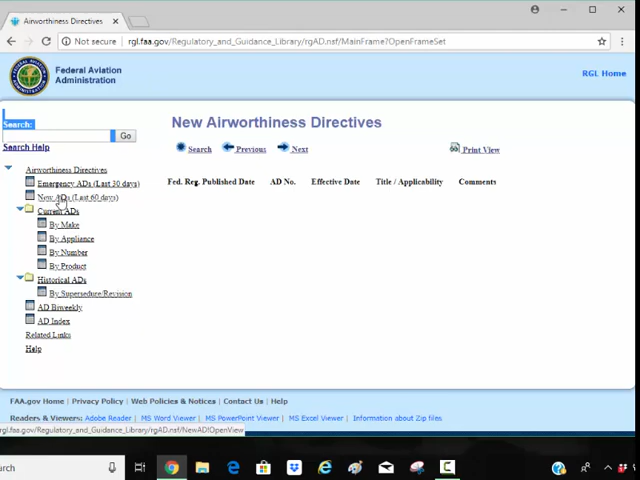 Airworthiness Directives
Not secure | rgl.faa.gov/Regulatory_and_Guidance_Library/rgAD.nsf/MainFrame?OpenFrameSet
Federal Aviation
Administration
RGL Home
Search:
Go
Search Help
New Airworthiness Directives
Search Previous Next Print View
Fed. Reg. Published Date AD No. Effective Date Title / Applicability Comments
Airworthiness Directives
Emergency ADs (Last 30 days)
New ADs (Last 60 days)
Current ADs
By Make
By Appliance
By Number
By Product
Historical ADs
By Supersedure/Revision
AD Biweekly
AD Index
Related Links
Help
FAA.gov Home | Privacy Policy | Web Policies & Notices | Contact Us | Help
Readers & Viewers: Adobe Reader | MS Word Viewer | MS PowerPoint Viewer | MS Excel Viewer | Information about Zip files
rgl.faa.gov/Regulatory_and_Guidance_Library/rgAD.nsf/NewAD!OpenView
rch